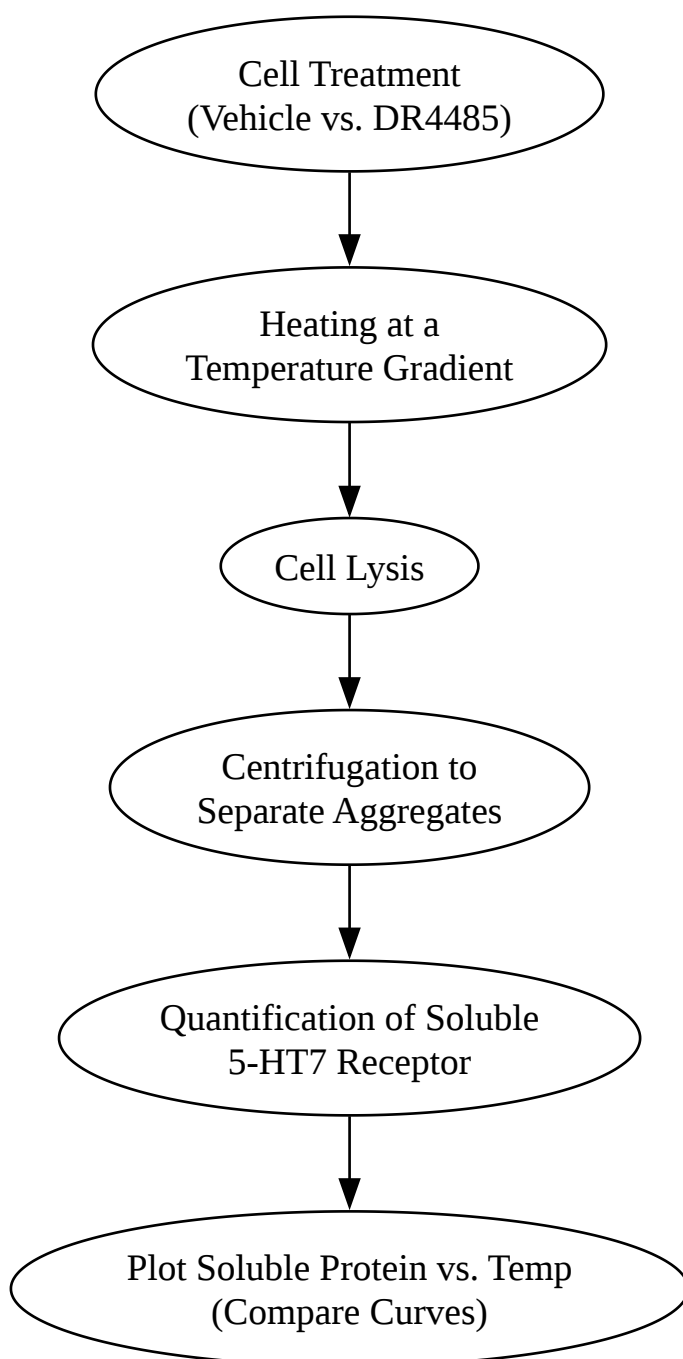 Cell Treatment
(Vehicle vs. DR4485)
Heating at a
Temperature Gradient
Cell Lysis
Centrifugation to
Separate Aggregates
Quantification of Soluble
5-HT7 Receptor
Plot Soluble Protein vs. Temp
(Compare Curves)